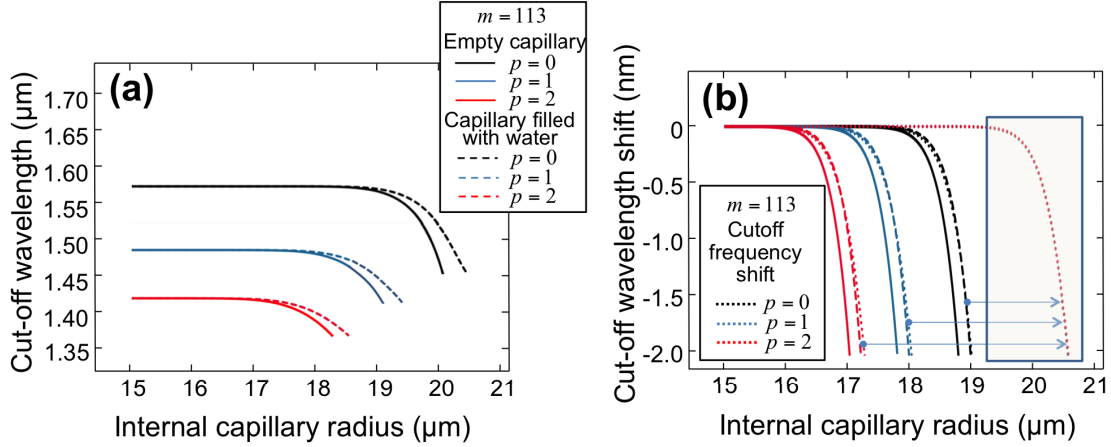 m = 113
Empty capillary
p = 0
p = 1
p = 2
Capillary filled
with water
p = 0
p = 1
p = 2
(a)
Cut-off wavelength (μm)
1.70
1.65
1.60
1.55
1.50
1.45
1.40
1.35
15 16 17 18 19 20 21
Internal capillary radius (μm)
(b)
Cut-off wavelength shift (nm)
0
-0.5
-1.0
-1.5
-2.0
m = 113
Cutoff
frequency
shift
p = 0
p = 1
p = 2
15 16 17 18 19 20 21
Internal capillary radius (μm)